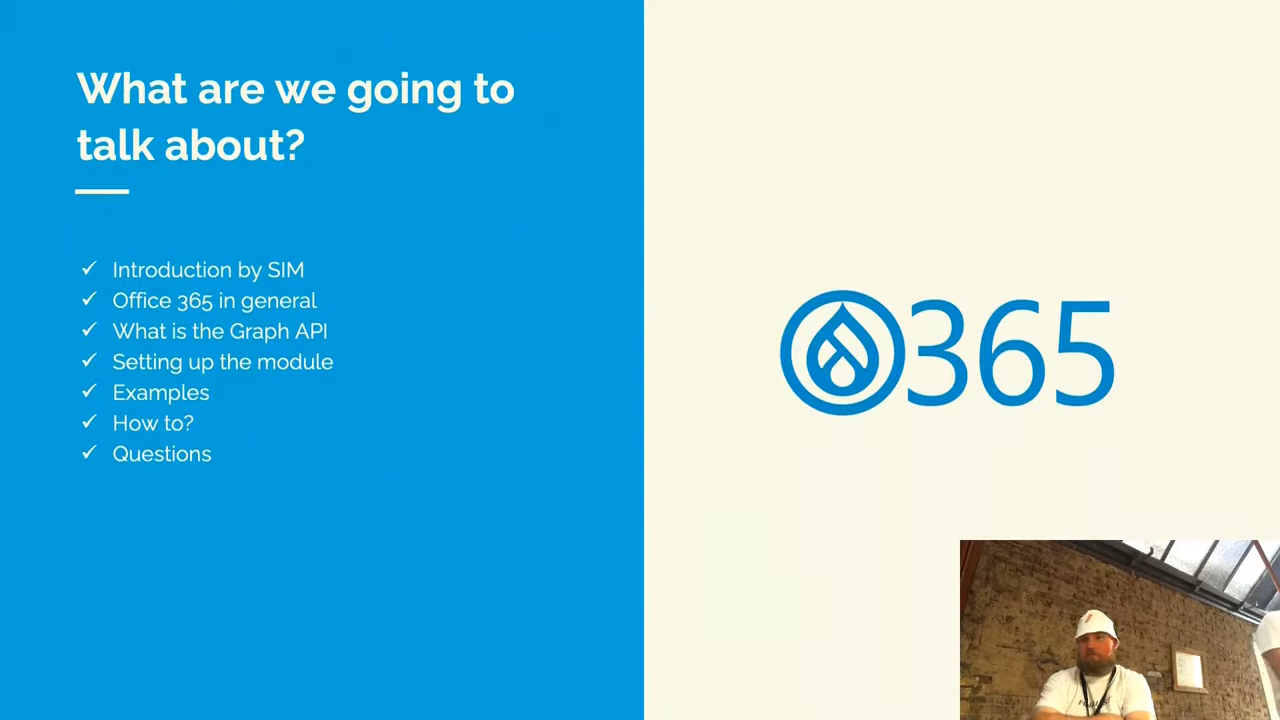 What are we going to
talk about?
Introduction by SIM
Office 365 in general
What is the Graph API
Setting up the module
Examples
How to?
Questions
365